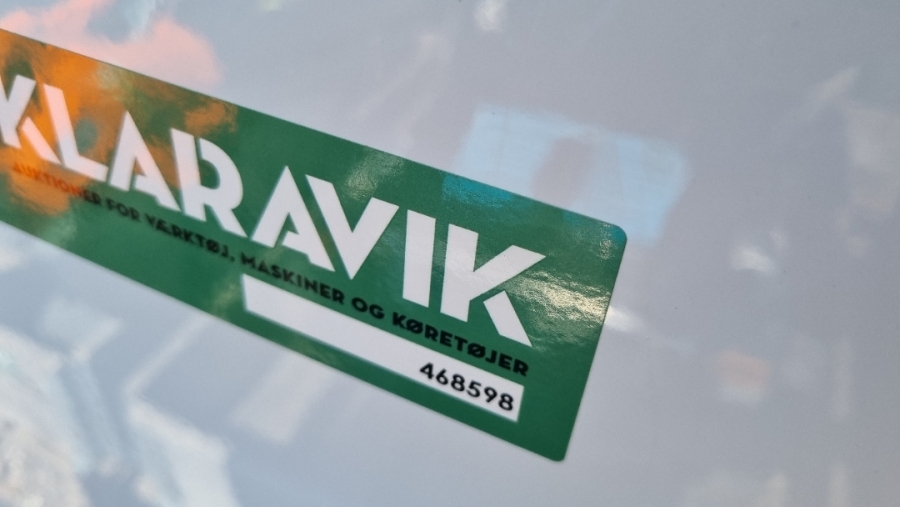 KLARAVIK
AUKTIONER FOR VÆRKTØJ, MASKINER OG KØRETØJER
468598